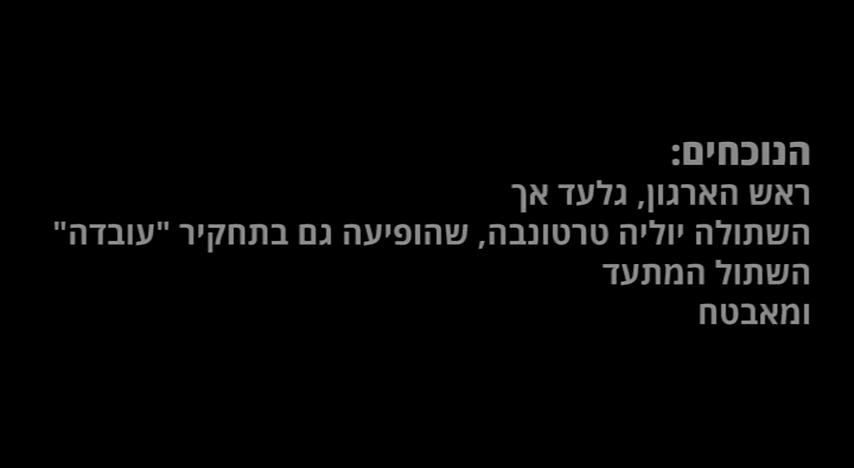 הנוכחים:
ראש הארגון, גלעד אך
השתולה יוליה טרטונבה, שהופיעה גם בתחקיר "עובדה"
השתול המתעד
ומאבטח